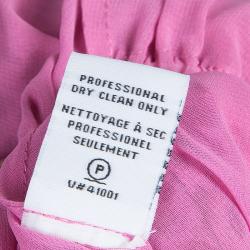 PROFESSIONAL
DRY CLEAN ONLY
NETTOYAGE À SEC
PROFESSIONEL
SEULEMENT
P
U#41001